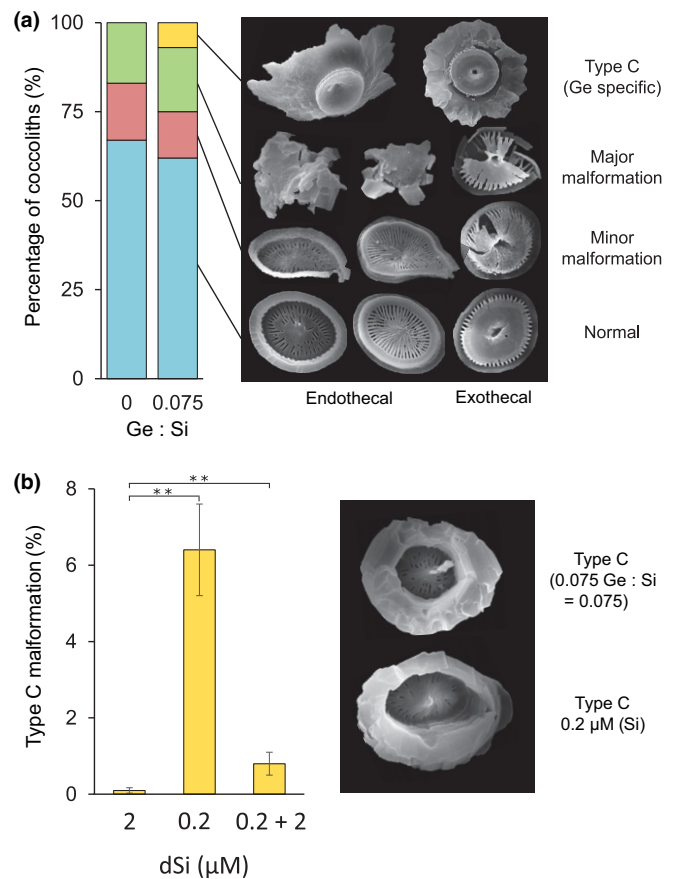 (a)
Percentage of coccoliths (%)
100
75
50
25
0
0 0.075
Ge : Si
Type C
(Ge specific)
Major
malformation
Minor
malformation
Normal
Endothecal Exothecal
(b)
Type C malformation (%)
8
6
4
2
0
**
**
2 0.2 0.2 + 2
dSi (µM)
Type C
(0.075 Ge : Si
= 0.075)
Type C
0.2 µM (Si)